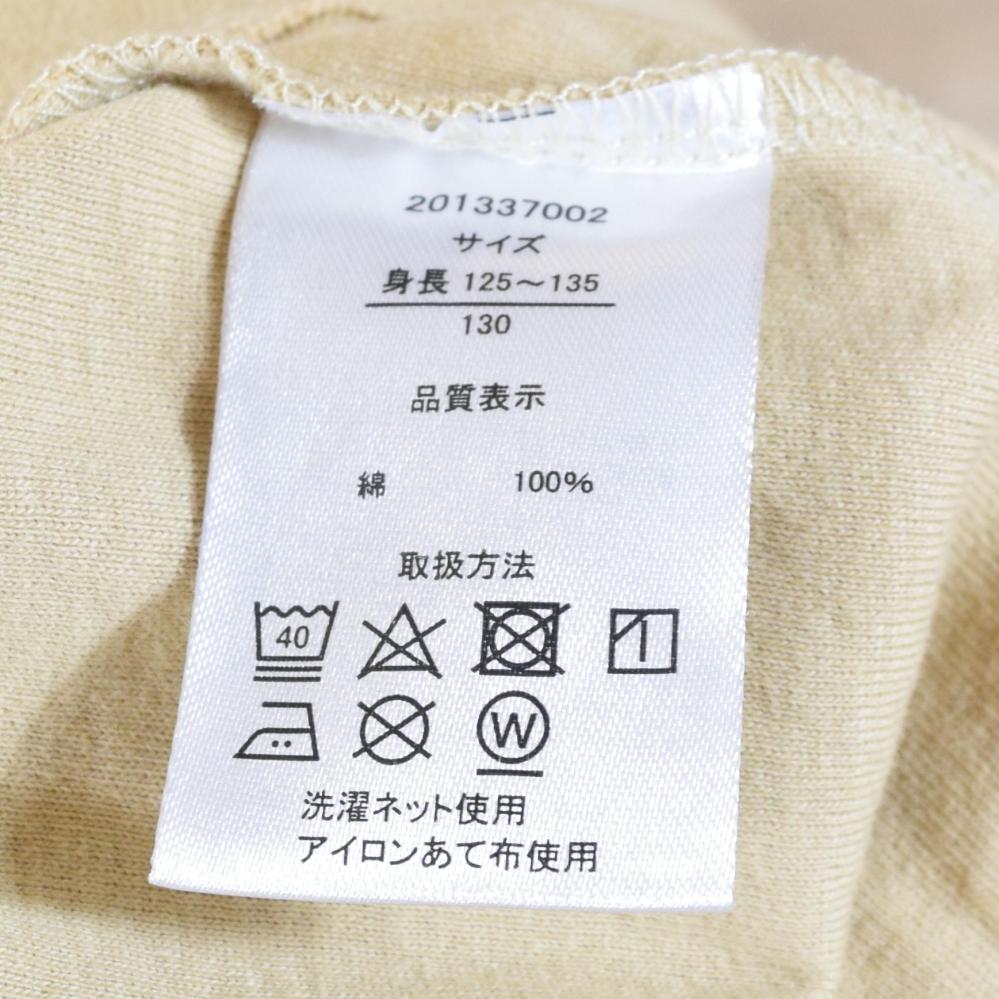 201337002
サイズ
身長 125～135
130
品質表示
綿 100%
取扱方法
40
W
洗濯ネット使用
アイロンあて布使用